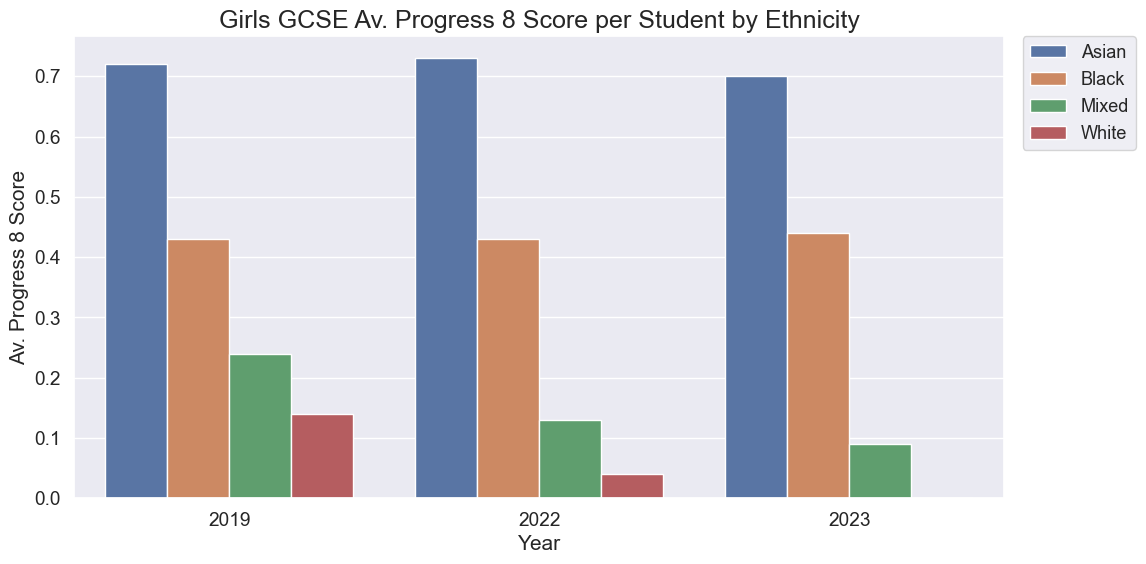 Girls GCSE Av. Progress 8 Score per Student by Ethnicity
Asian
Black
Mixed
White
Av. Progress 8 Score
0.7
0.6
0.5
0.4
0.3
0.2
0.1
0.0
2019
2022
2023
Year